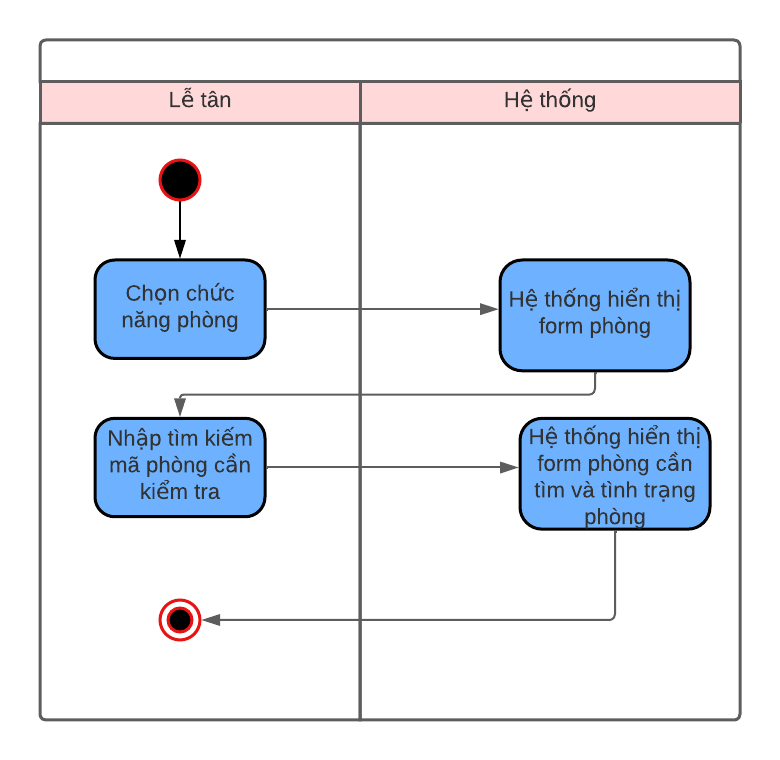 Lễ tân
Hệ thống
Chọn chức
năng phòng
Hệ thống hiển thị
form phòng
Nhập tìm kiếm
mã phòng cần
kiểm tra
Hệ thống hiển thị
form phòng cần
tìm và tình trạng
phòng